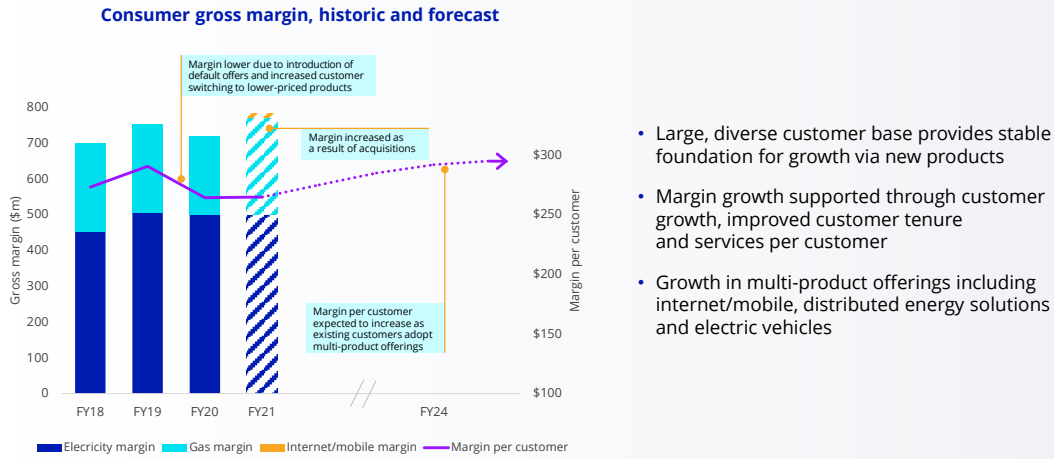 Consumer gross margin, historic and forecast
Margin lower due to introduction of
default offers and increased customer
switching to lower-priced products
Margin increased as
a result of acquisitions
Margin per customer
expected to increase as
existing customers adopt
multi-product offerings
Gross margin ($m)
800
700
600
500
400
300
200
100
0
$300
$250
$200
$150
$100
Margin per customer
FY18
FY19
FY20
FY21
FY24
Elecricity margin
Gas margin
Internet/mobile margin
Margin per customer
• Large, diverse customer base provides stable
foundation for growth via new products
• Margin growth supported through customer
growth, improved customer tenure
and services per customer
• Growth in multi-product offerings including
internet/mobile, distributed energy solutions
and electric vehicles